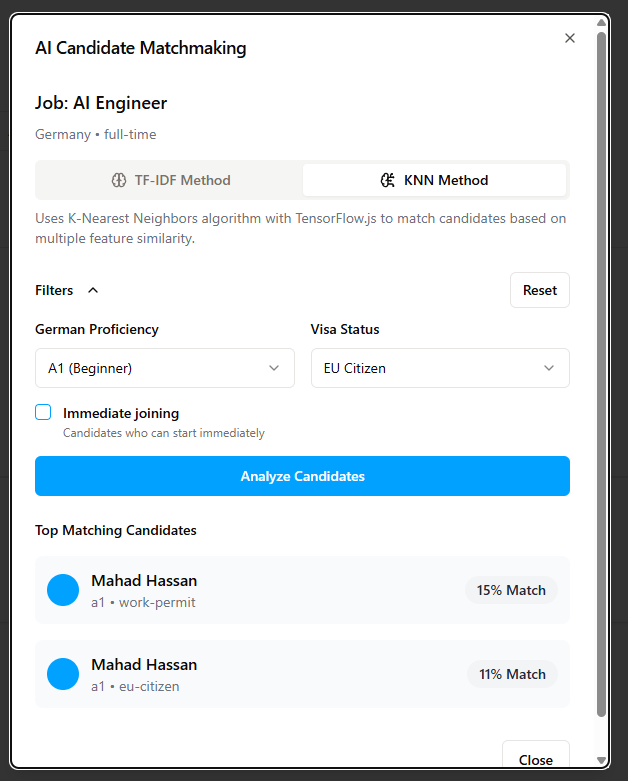 AI Candidate Matchmaking
Job: AI Engineer
Germany • full-time
TF-IDF Method
KNN Method
Uses K-Nearest Neighbors algorithm with TensorFlow.js to match candidates based on
multiple feature similarity.
Filters
Reset
German Proficiency
Visa Status
A1 (Beginner)
EU Citizen
Immediate joining
Candidates who can start immediately
Analyze Candidates
Top Matching Candidates
Mahad Hassan
15% Match
a1 • work-permit
Mahad Hassan
11% Match
a1 • eu-citizen
Close